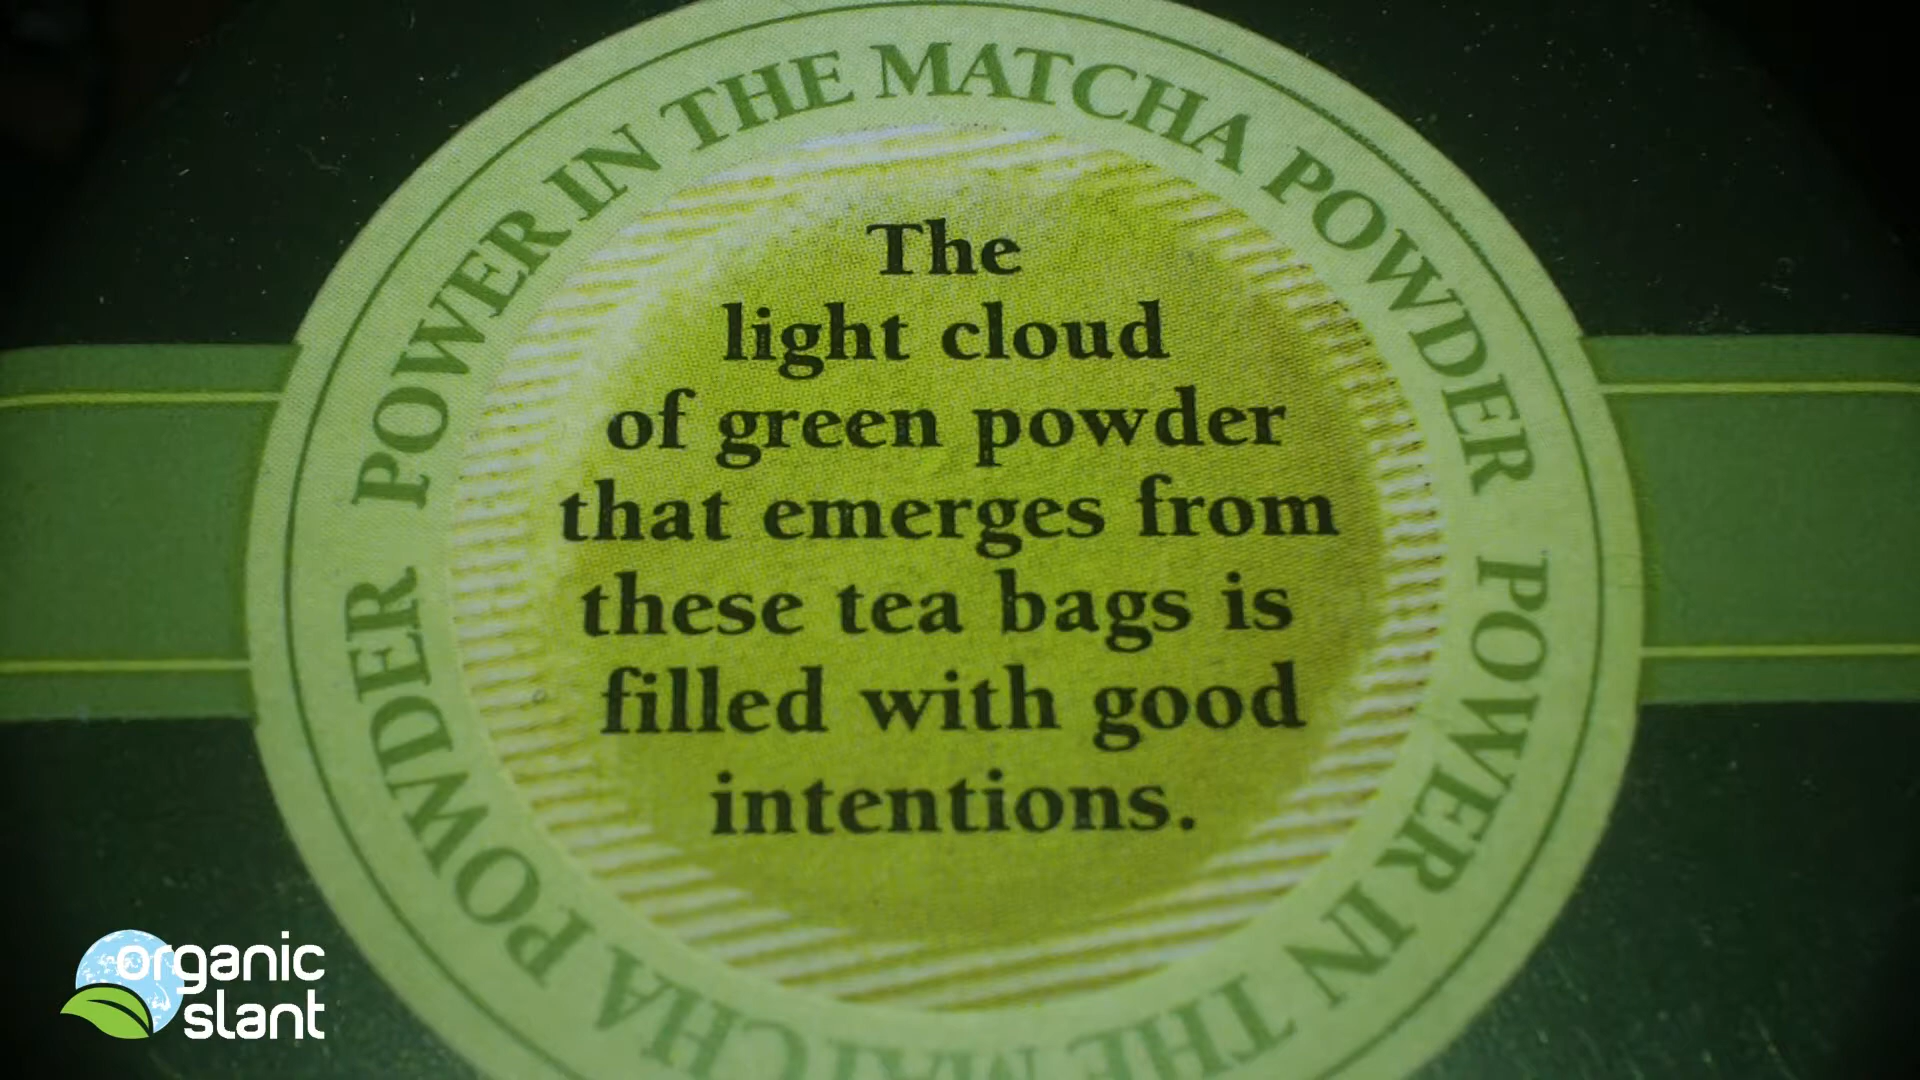 POWER IN THE MATCHA POWDER
The
light cloud
of green powder
that emerges from
these tea bags is
filled with good
intentions.
POWER IN THE MATCHA POWDER
organic
slant